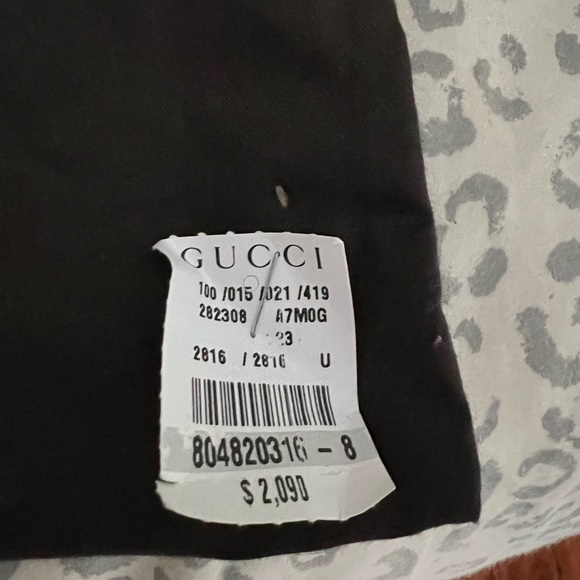 GUCCI
100 /015 /021 /419
282308 A7M0G
23
2816 / 2816 U
804820316 - 8
$ 2,090